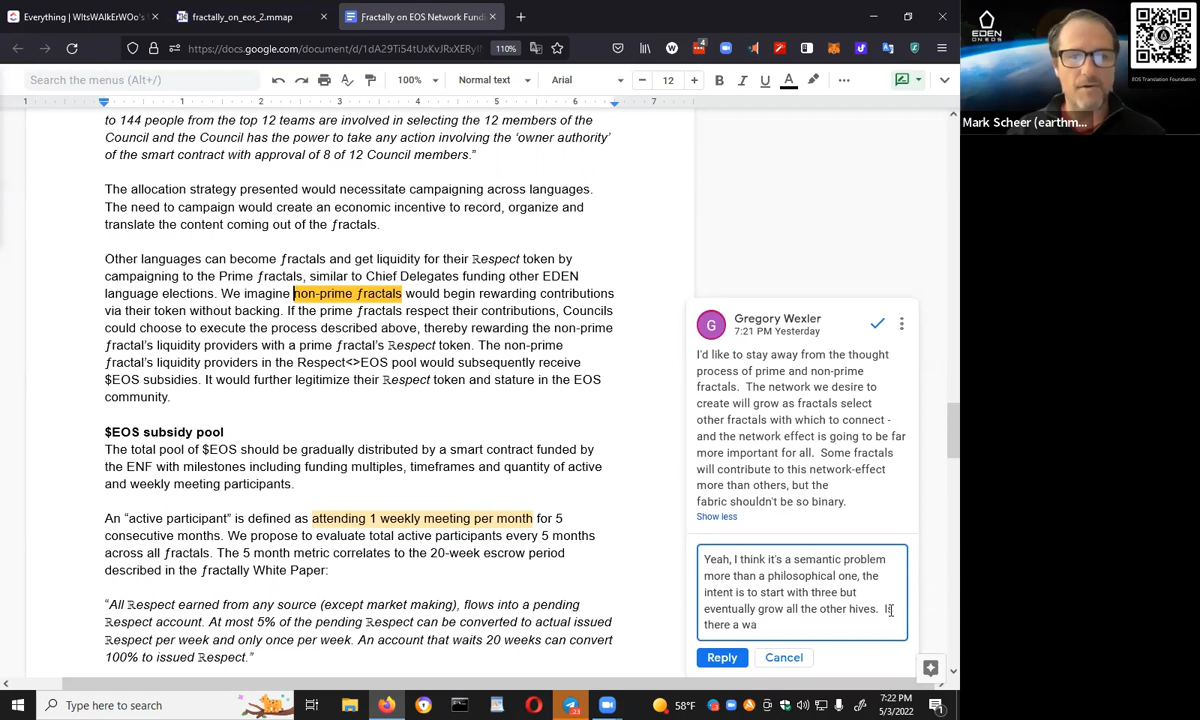 Everything | WItsWAlkErWOo's
fractally_on_eos_2.mmap
Fractally on EOS Network Fundi
https://docs.google.com/document/d/1dA29Ti54tUxKvJRxXERyI
110%
4
EDEN
ON EOS
EOS Translation Foundation
Mark Scheer (earthm...
Search the menus (Alt+/)
100%
Normal text
Arial
12
B I U A
1 1 2 3 4 5 6 7
to 144 people from the top 12 teams are involved in selecting the 12 members of the
Council and the Council has the power to take any action involving the ‘owner authority’
of the smart contract with approval of 8 of 12 Council members.”
The allocation strategy presented would necessitate campaigning across languages.
The need to campaign would create an economic incentive to record, organize and
translate the content coming out of the ƒractals.
Other languages can become ƒractals and get liquidity for their ℝespect token by
campaigning to the Prime ƒractals, similar to Chief Delegates funding other EDEN
language elections. We imagine non-prime ƒractals would begin rewarding contributions
via their token without backing. If the prime ƒractals respect their contributions, Councils
could choose to execute the process described above, thereby rewarding the non-prime
ƒractal’s liquidity providers with a prime ƒractal’s ℝespect token. The non-prime
ƒractal’s liquidity providers in the Respect<>EOS pool would subsequently receive
$EOS subsidies. It would further legitimize their ℝespect token and stature in the EOS
community.
$EOS subsidy pool
The total pool of $EOS should be gradually distributed by a smart contract funded by
the ENF with milestones including funding multiples, timeframes and quantity of active
and weekly meeting participants.
An “active participant” is defined as attending 1 weekly meeting per month for 5
consecutive months. We propose to evaluate total active participants every 5 months
across all ƒractals. The 5 month metric correlates to the 20-week escrow period
described in the ƒractally White Paper:
“All ℝespect earned from any source (except market making), flows into a pending
ℝespect account. At most 5% of the pending ℝespect can be converted to actual issued
ℝespect per week and only once per week. An account that waits 20 weeks can convert
100% to issued ℝespect.”
G
Gregory Wexler
7:21 PM Yesterday
I'd like to stay away from the thought
process of prime and non-prime
fractals. The network we desire to
create will grow as fractals select
other fractals with which to connect -
and the network effect is going to be far
more important for all. Some fractals
will contribute to this network-effect
more than others, but the
fabric shouldn't be so binary.
Show less
Yeah, I think it's a semantic problem
more than a philosophical one, the
intent is to start with three but
eventually grow all the other hives. Is
there a wa
Reply
Cancel
Type here to search
23
58°F
7:22 PM
5/3/2022
1